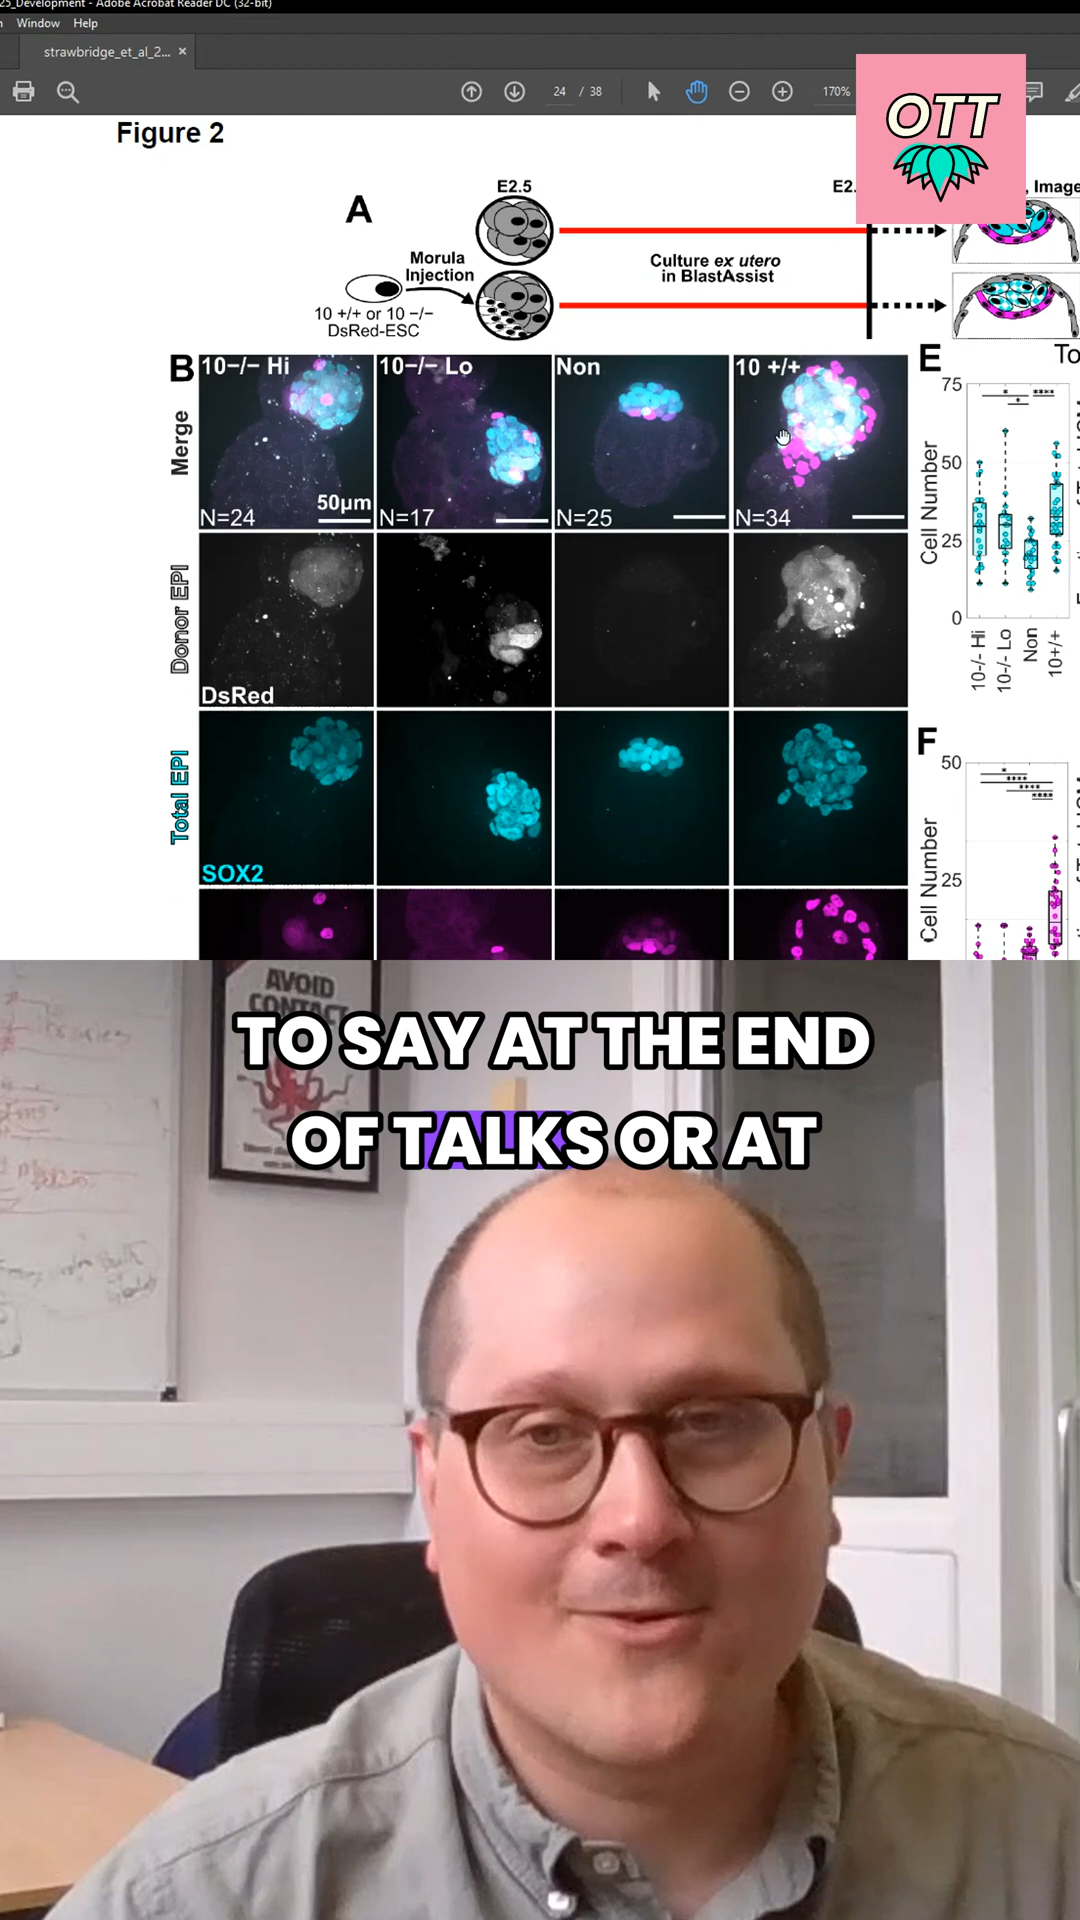 25_Development - Adobe Acrobat Reader DC (32-bit)
Window Help
strawbridge_et_al_2... ×
24 / 38
170%
OTT
Figure 2
A
E2.5
E2.
, Image
Morula
Injection
Culture ex utero
in BlastAssist
10 +/+ or 10 −/−
DsRed-ESC
B
10−/− Hi
10−/− Lo
Non
10 +/+
Merge
50µm
N=24
N=17
N=25
N=34
Donor EPI
DsRed
Total EPI
SOX2
E
To
75
50
25
0
Cell Number
* ****
*
10-/- Hi
10-/- Lo
Non
10+/+
F
50
25
Cell Number
*
****
****
****
AVOID
CONTACT
TO SAY AT THE END
OF TALKS OR AT